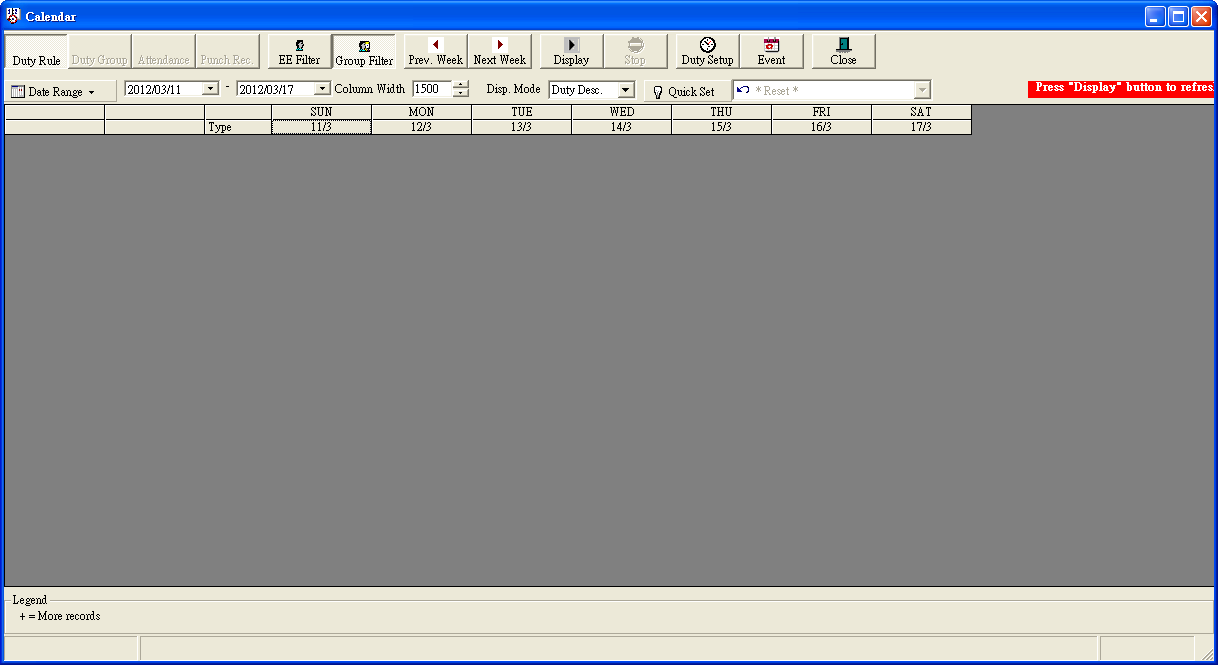 Calendar
Duty Rule Duty Group Attendance Punch Rec. EE Filter Group Filter Prev. Week Next Week Display Stop Duty Setup Event Close
Date Range 2012/03/11 - 2012/03/17 Column Width 1500 Disp. Mode Duty Desc. Quick Set * Reset * Press "Display" button to refres
SUN MON TUE WED THU FRI SAT
Type 11/3 12/3 13/3 14/3 15/3 16/3 17/3
Legend
+ = More records